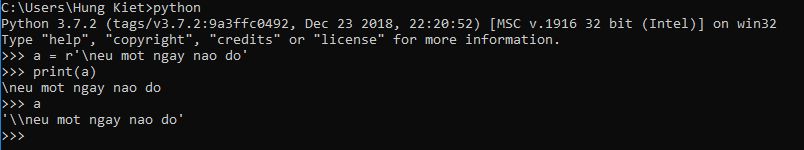 C:\Users\Hung Kiet>python
Python 3.7.2 (tags/v3.7.2:9a3ffc0492, Dec 23 2018, 22:20:52) [MSC v.1916 32 bit (Intel)] on win32
Type "help", "copyright", "credits" or "license" for more information.
>>> a = r'\neu mot ngay nao do'
>>> print(a)
\neu mot ngay nao do
>>> a
'\\neu mot ngay nao do'
>>>